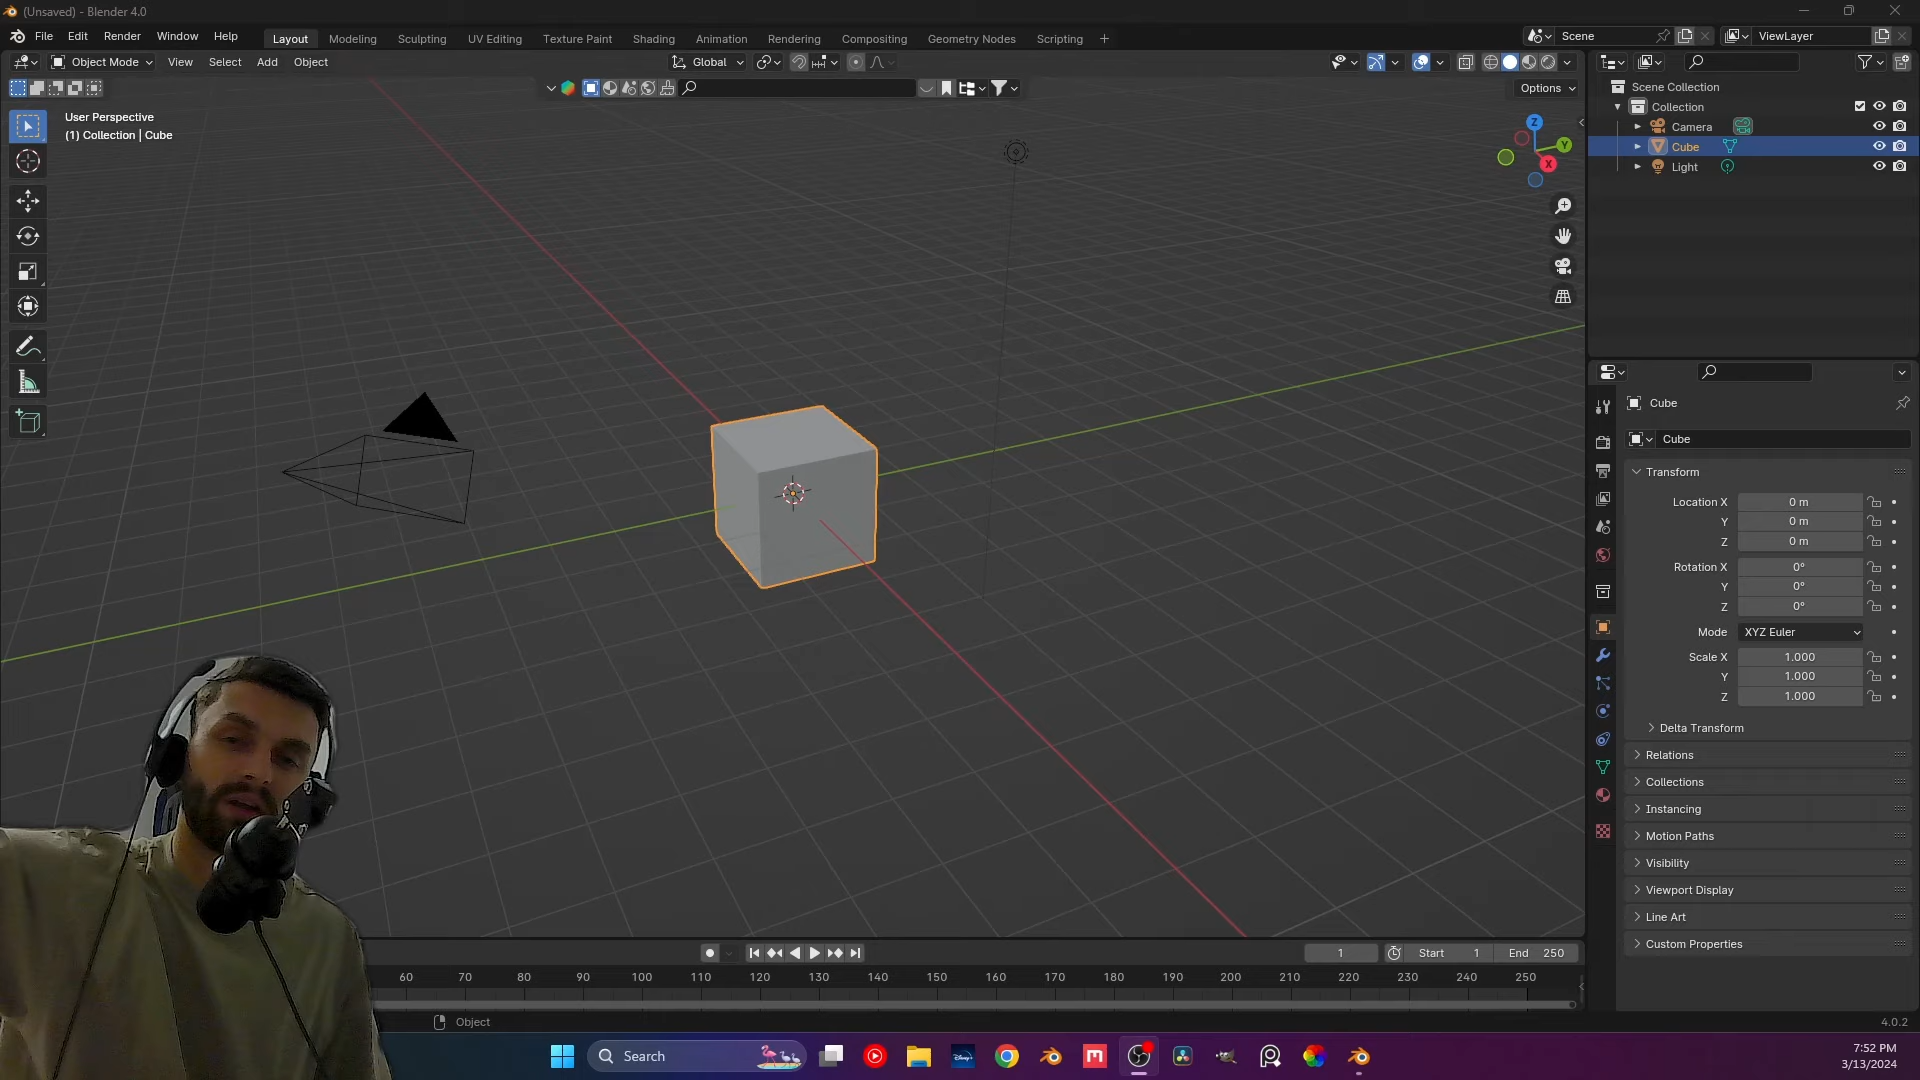 (Unsaved) - Blender 4.0
File Edit Render Window Help
Layout Modeling Sculpting UV Editing Texture Paint Shading Animation Rendering Compositing Geometry Nodes Scripting +
Scene ViewLayer
Object Mode View Select Add Object
Global
Options
User Perspective
(1) Collection | Cube
Z
Y
X
Scene Collection
Collection
Camera
Cube
Light
Cube
Cube
Transform
Location X 0 m
Y 0 m
Z 0 m
Rotation X 0°
Y 0°
Z 0°
Mode XYZ Euler
Scale X 1.000
Y 1.000
Z 1.000
Delta Transform
Relations
Collections
Instancing
Motion Paths
Visibility
Viewport Display
Line Art
Custom Properties
1 Start 1 End 250
60 70 80 90 100 110 120 130 140 150 160 170 180 190 200 210 220 230 240 250
Object
4.0.2
Search
Disney+
m
7:52 PM
3/13/2024